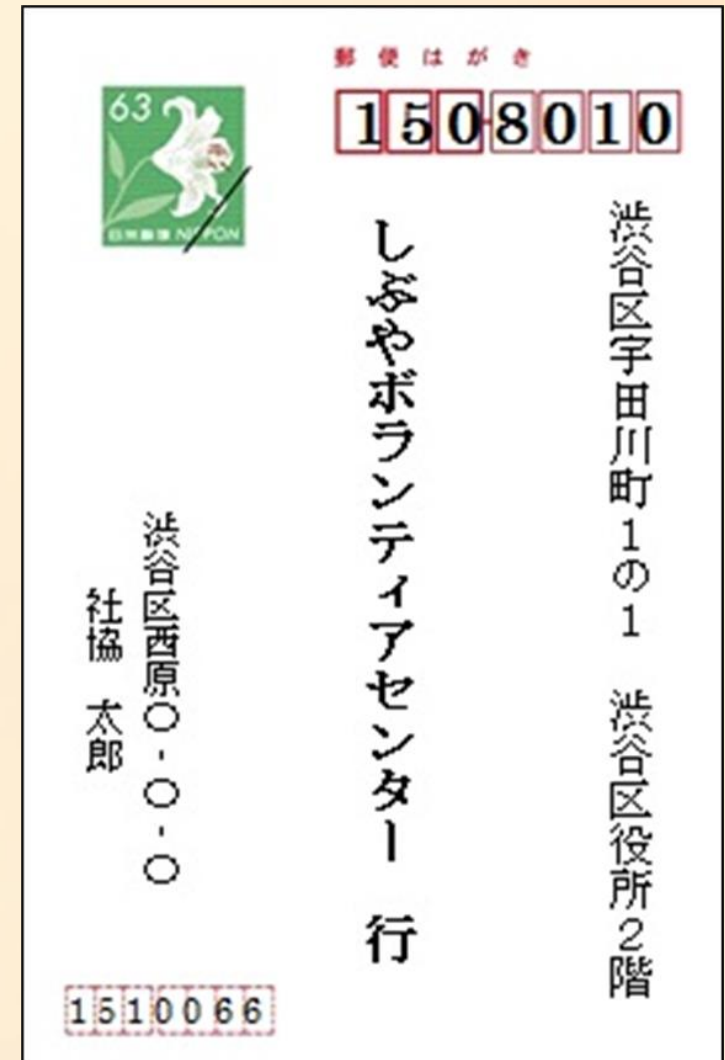 郵便はがき
1508010
63
日本郵便 NIPPON
渋谷区宇田川町1の1 渋谷区役所2階
しぶやボランティアセンター 行
渋谷区西原〇-〇-〇
社協 太郎
1510066